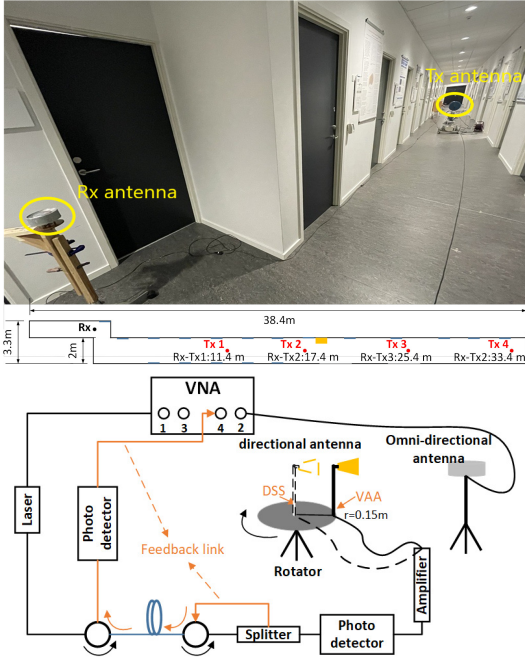 Tx antenna
Rx antenna
38.4m
3.3m
Rx
2m
Tx 1
Tx 2
Tx 3
Tx 4
Rx-Tx1:11.4 m
Rx-Tx2:17.4 m
Rx-Tx3:25.4 m
Rx-Tx2:33.4 m
VNA
1
3
4
2
directional antenna
Omni-directional
antenna
Laser
Photo
detector
DSS
VAA
r=0.15m
Feedback link
Rotator
Amplifier
Splitter
Photo
detector